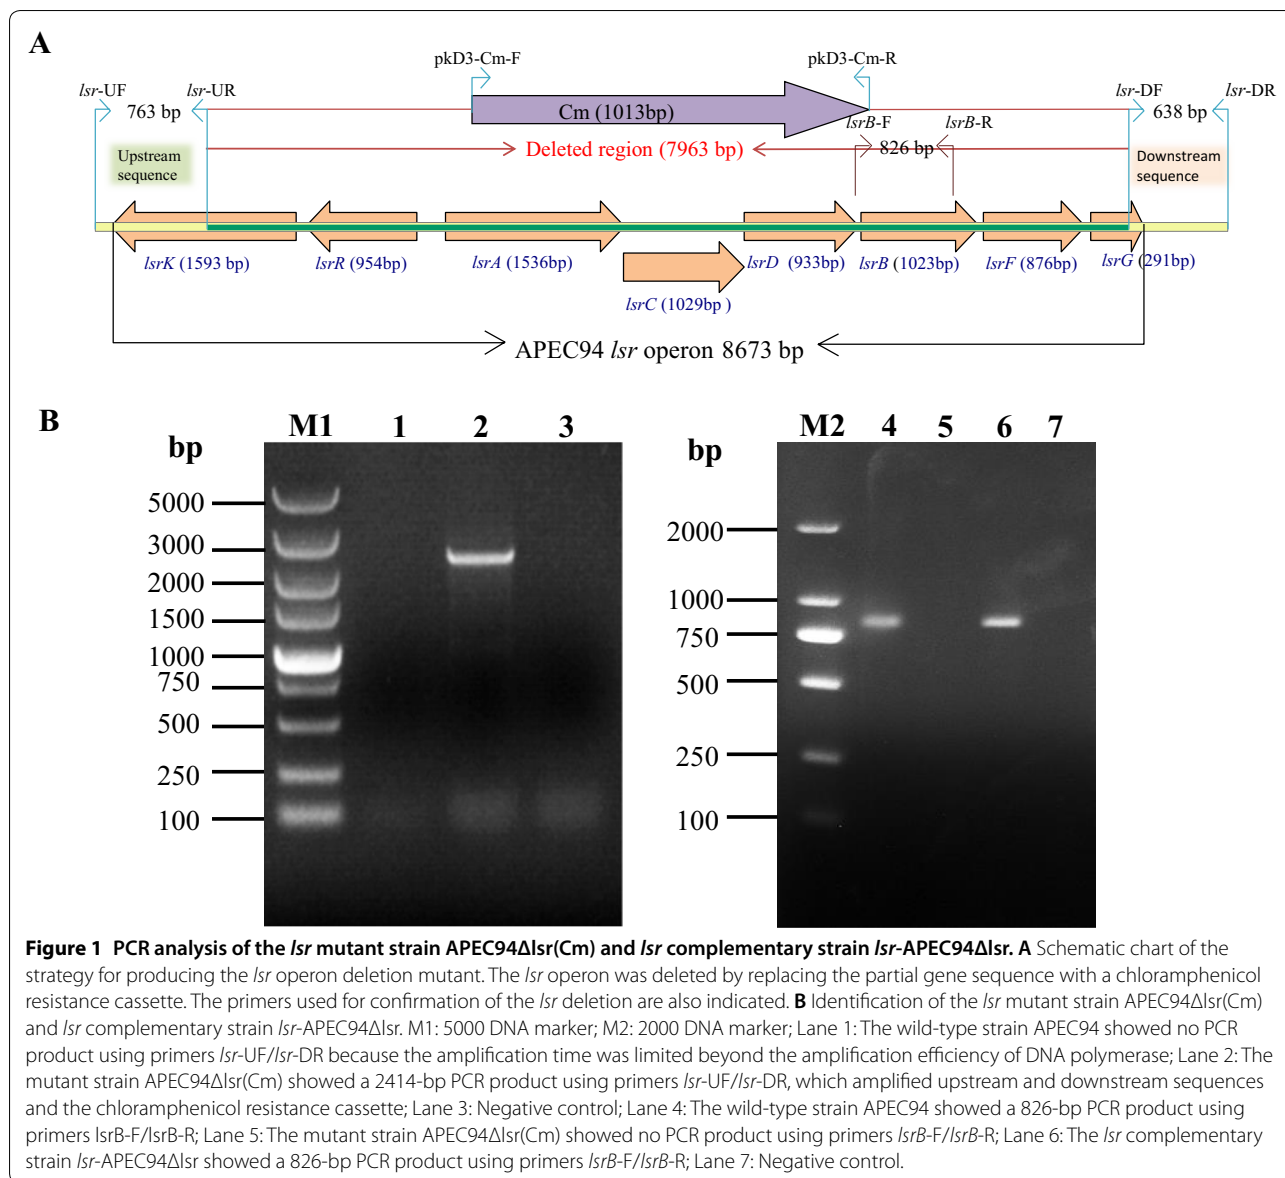 A
pkD3-Cm-F
pkD3-Cm-R
lsr-UF
763 bp
lsr-UR
Cm (1013bp)
lsr-DF
638 bp
lsr-DR
lsrB-F
lsrB-R
826 bp
Upstream
sequence
Deleted region (7963 bp)
Downstream
sequence
lsrK (1593 bp)
lsrR (954bp)
lsrA (1536bp)
lsrC (1029bp )
lsrD (933bp)
lsrB (1023bp)
lsrF (876bp)
lsrG (291bp)
APEC94 lsr operon 8673 bp
B
bp
M1 1 2 3
5000
3000
2000
1500
1000
750
500
250
100
bp
M2 4 5 6 7
2000
1000
750
500
250
100
Figure 1 PCR analysis of the lsr mutant strain APEC94Δlsr(Cm) and lsr complementary strain lsr-APEC94Δlsr. A Schematic chart of the
strategy for producing the lsr operon deletion mutant. The lsr operon was deleted by replacing the partial gene sequence with a chloramphenicol
resistance cassette. The primers used for confirmation of the lsr deletion are also indicated. B Identification of the lsr mutant strain APEC94Δlsr(Cm)
and lsr complementary strain lsr-APEC94Δlsr. M1: 5000 DNA marker; M2: 2000 DNA marker; Lane 1: The wild-type strain APEC94 showed no PCR
product using primers lsr-UF/lsr-DR because the amplification time was limited beyond the amplification efficiency of DNA polymerase; Lane 2: The
mutant strain APEC94Δlsr(Cm) showed a 2414-bp PCR product using primers lsr-UF/lsr-DR, which amplified upstream and downstream sequences
and the chloramphenicol resistance cassette; Lane 3: Negative control; Lane 4: The wild-type strain APEC94 showed a 826-bp PCR product using
primers lsrB-F/lsrB-R; Lane 5: The mutant strain APEC94Δlsr(Cm) showed no PCR product using primers lsrB-F/lsrB-R; Lane 6: The lsr complementary
strain lsr-APEC94Δlsr showed a 826-bp PCR product using primers lsrB-F/lsrB-R; Lane 7: Negative control.